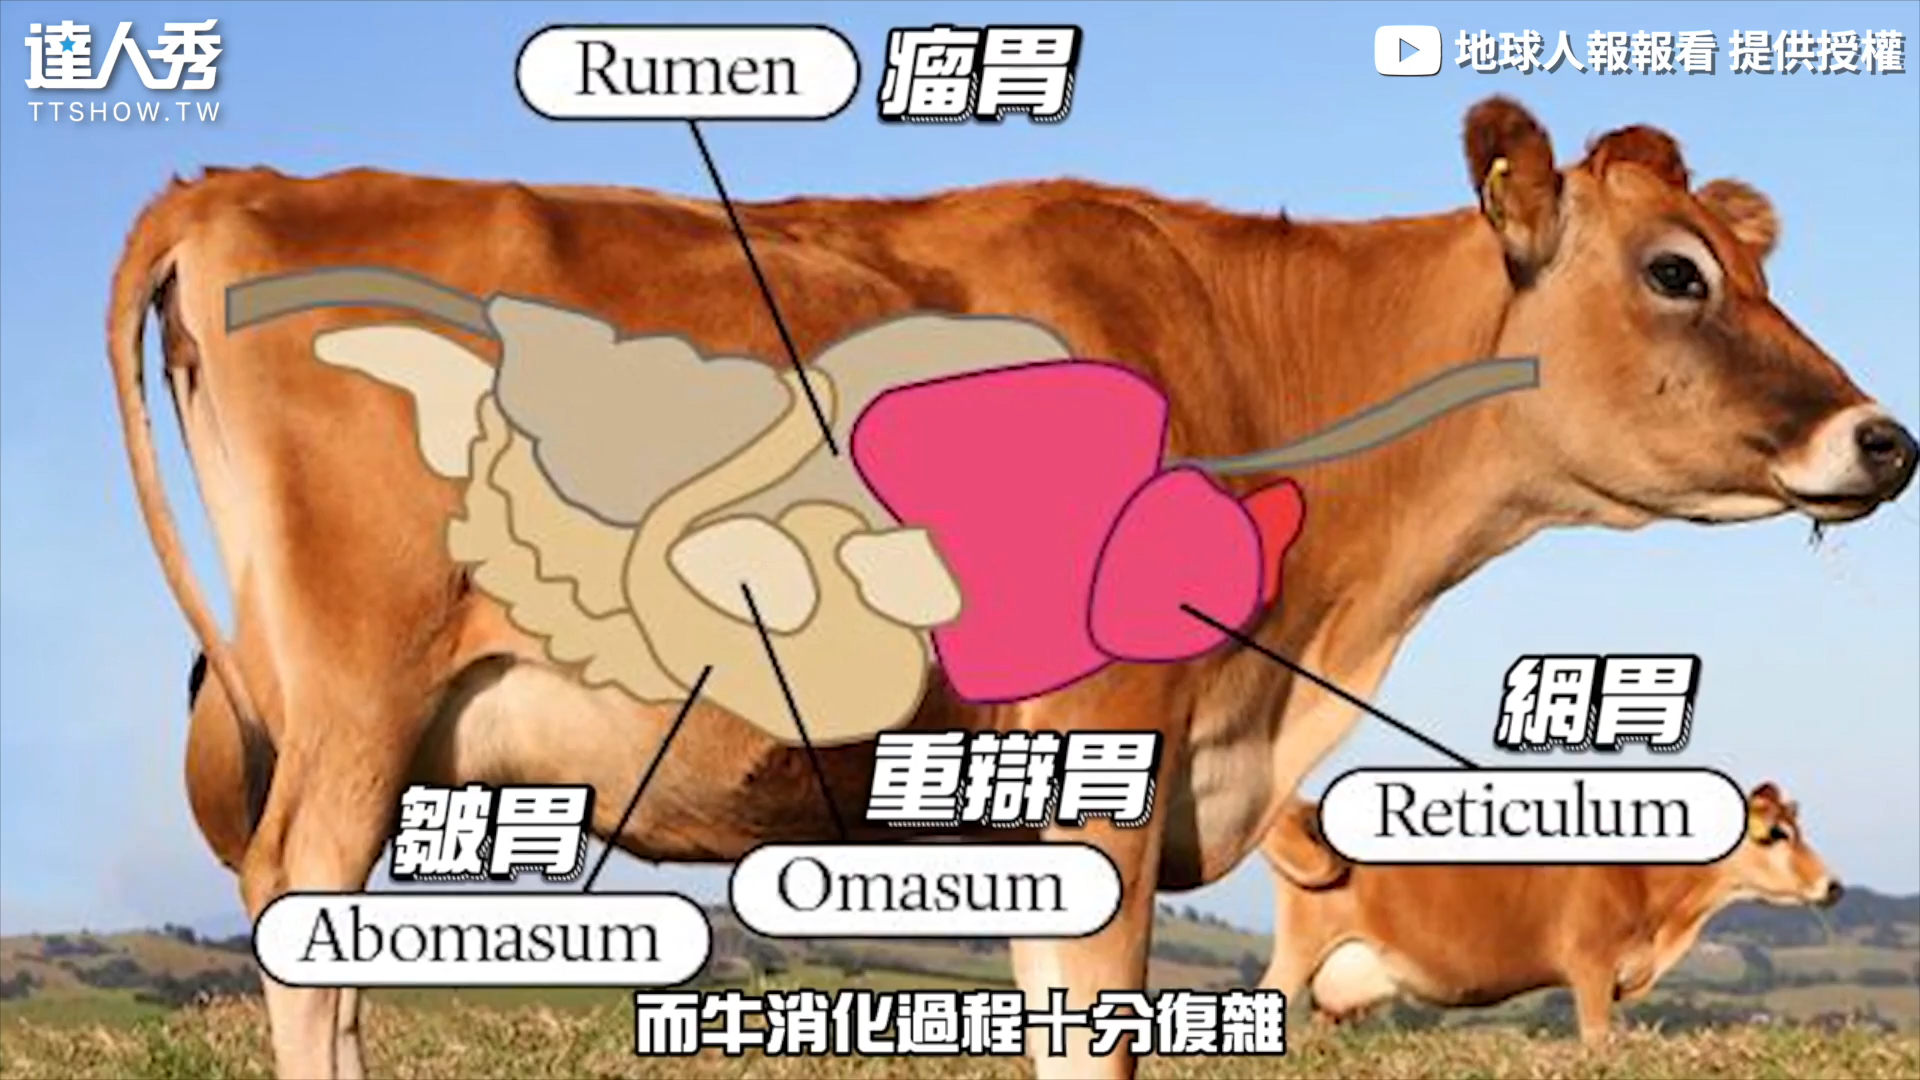 達人秀
TTSHOW.TW
Rumen
瘤胃
地球人報報看 提供授權
網胃
Reticulum
重辯胃
Omasum
皺胃
Abomasum
而牛消化過程十分復雜